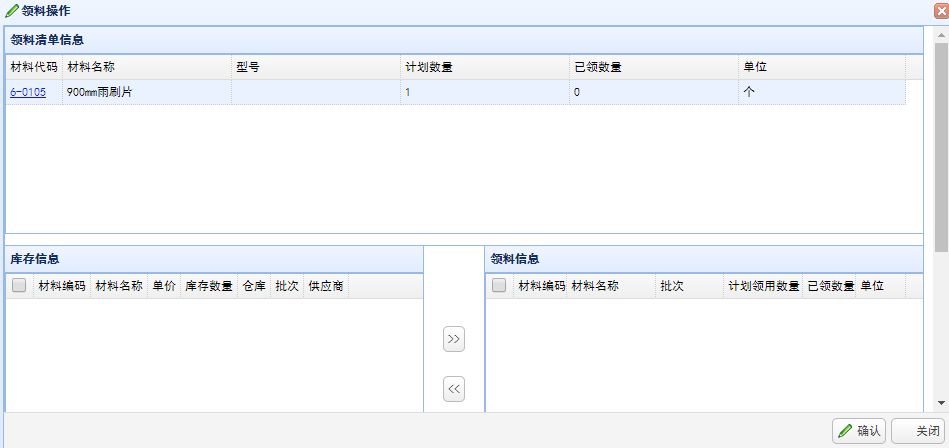 领料操作
领料清单信息
材料代码 材料名称 型号 计划数量 已领数量 单位
6-0105 900mm雨刷片 1 0 个
库存信息 领料信息
材料编码 材料名称 单价 库存数量 仓库 批次 供应商 材料编码 材料名称 批次 计划领用数量 已领数量 单位
>>
<<
确认 关闭